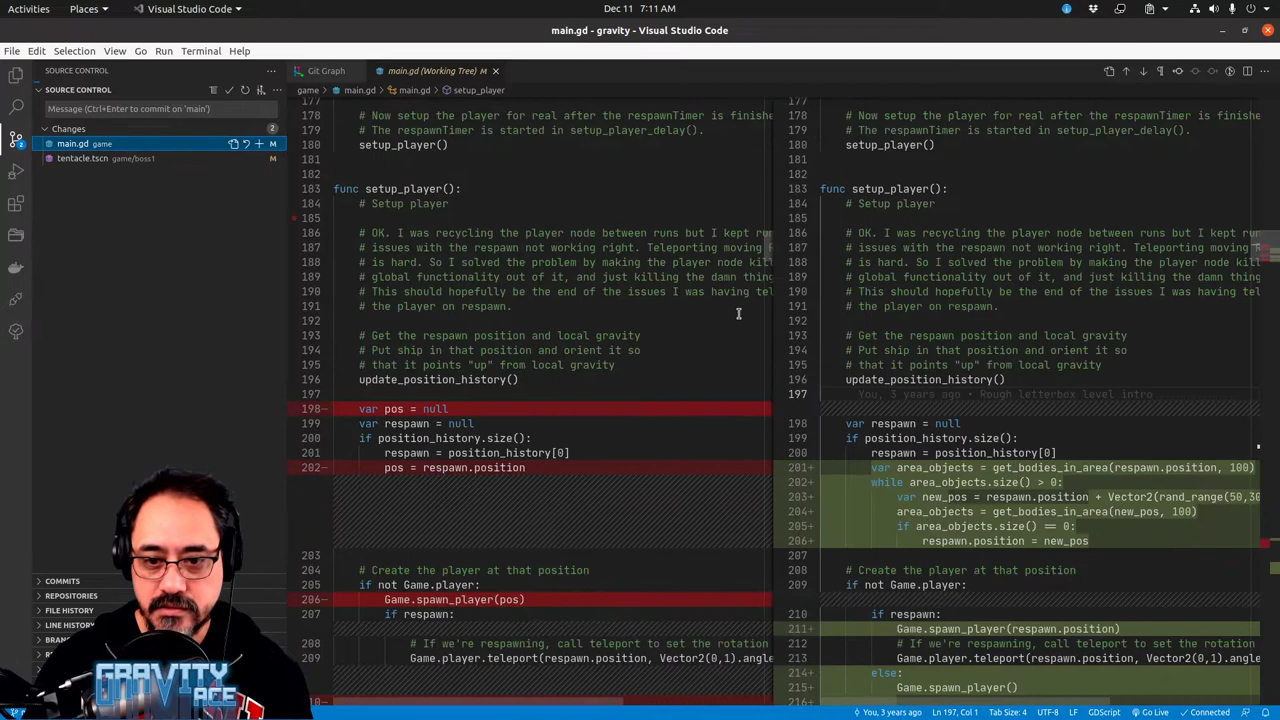 Activities Places Visual Studio Code Dec 11 7:11 AM
main.gd - gravity - Visual Studio Code
File Edit Selection View Go Run Terminal Help
SOURCE CONTROL
Git Graph
main.gd (Working Tree) M
SOURCE CONTROL
game > main.gd > main.gd > setup_player
Message (Ctrl+Enter to commit on 'main')
Changes 2
main.gd game M
tentacle.tscn game/boss1 M
COMMITS
REPOSITORIES
FILE HISTORY
LINE HISTORY
BRAN
177
178 # Now setup the player for real after the respawnTimer is finishe
179 # The respawnTimer is started in setup_player_delay().
180 setup_player()
181
182
183 func setup_player():
184 # Setup player
185
186 # OK. I was recycling the player node between runs but I kept run
187 # issues with the respawn not working right. Teleporting moving R
188 # is hard. So I solved the problem by making the player node kill
189 # global functionality out of it, and just killing the damn thing
190 # This should hopefully be the end of the issues I was having tel
191 # the player on respawn.
192
193 # Get the respawn position and local gravity
194 # Put ship in that position and orient it so
195 # that it points "up" from local gravity
196 update_position_history()
197
198- var pos = null
199 var respawn = null
200 if position_history.size():
201 respawn = position_history[0]
202- pos = respawn.position
203
204 # Create the player at that position
205 if not Game.player:
206- Game.spawn_player(pos)
207 if respawn:
208 # If we're respawning, call teleport to set the rotation
209 Game.player.teleport(respawn.position, Vector2(0,1).angle
177
178 # Now setup the player for real after the respawnTimer is finishe
179 # The respawnTimer is started in setup_player_delay().
180 setup_player()
181
182
183 func setup_player():
184 # Setup player
185
186 # OK. I was recycling the player node between runs but I kept run
187 # issues with the respawn not working right. Teleporting moving R
188 # is hard. So I solved the problem by making the player node kill
189 # global functionality out of it, and just killing the damn thing
190 # This should hopefully be the end of the issues I was having tel
191 # the player on respawn.
192
193 # Get the respawn position and local gravity
194 # Put ship in that position and orient it so
195 # that it points "up" from local gravity
196 update_position_history()
197 You, 3 years ago • Rough letterbox level intro
198 var respawn = null
199 if position_history.size():
200 respawn = position_history[0]
201+ var area_objects = get_bodies_in_area(respawn.position, 100)
202+ while area_objects.size() > 0:
203+ var new_pos = respawn.position + Vector2(rand_range(50,30
204+ area_objects = get_bodies_in_area(new_pos, 100)
205+ if area_objects.size() == 0:
206+ respawn.position = new_pos
207
208 # Create the player at that position
209 if not Game.player:
210 if respawn:
211+ Game.spawn_player(respawn.position)
212 # If we're respawning, call teleport to set the rotation
213 Game.player.teleport(respawn.position, Vector2(0,1).angle
214+ else:
215+ Game.spawn_player()
216+
GRAVITY
ACE
You, 3 years ago Ln 197, Col 1 Tab Size: 4 UTF-8 LF GDScript Go Live Connected